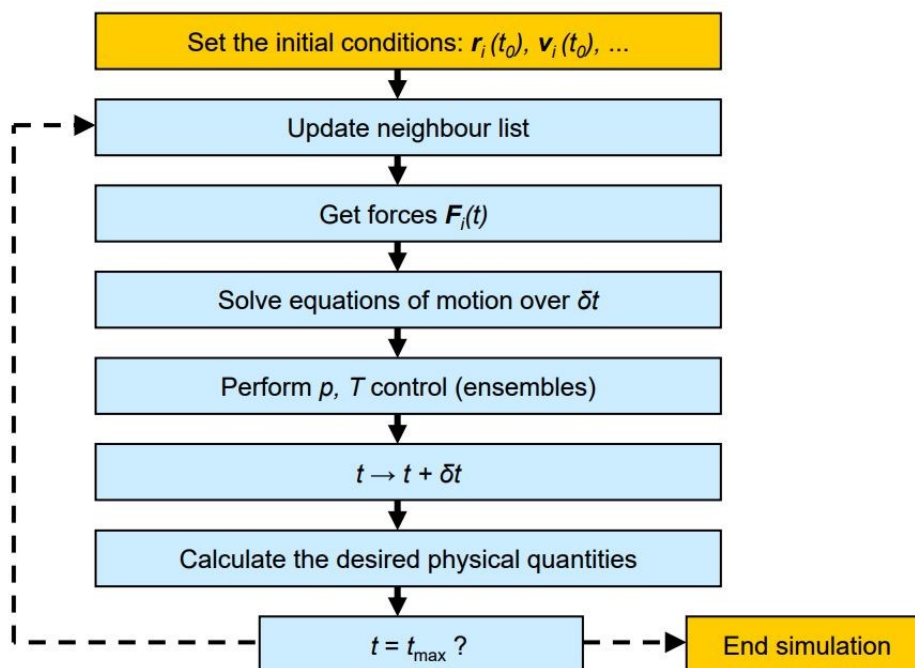 Set the initial conditions: rᵢ(t₀), vᵢ(t₀), ...
Update neighbour list
Get forces Fᵢ(t)
Solve equations of motion over δt
Perform p, T control (ensembles)
t → t + δt
Calculate the desired physical quantities
t = tmax ?
End simulation